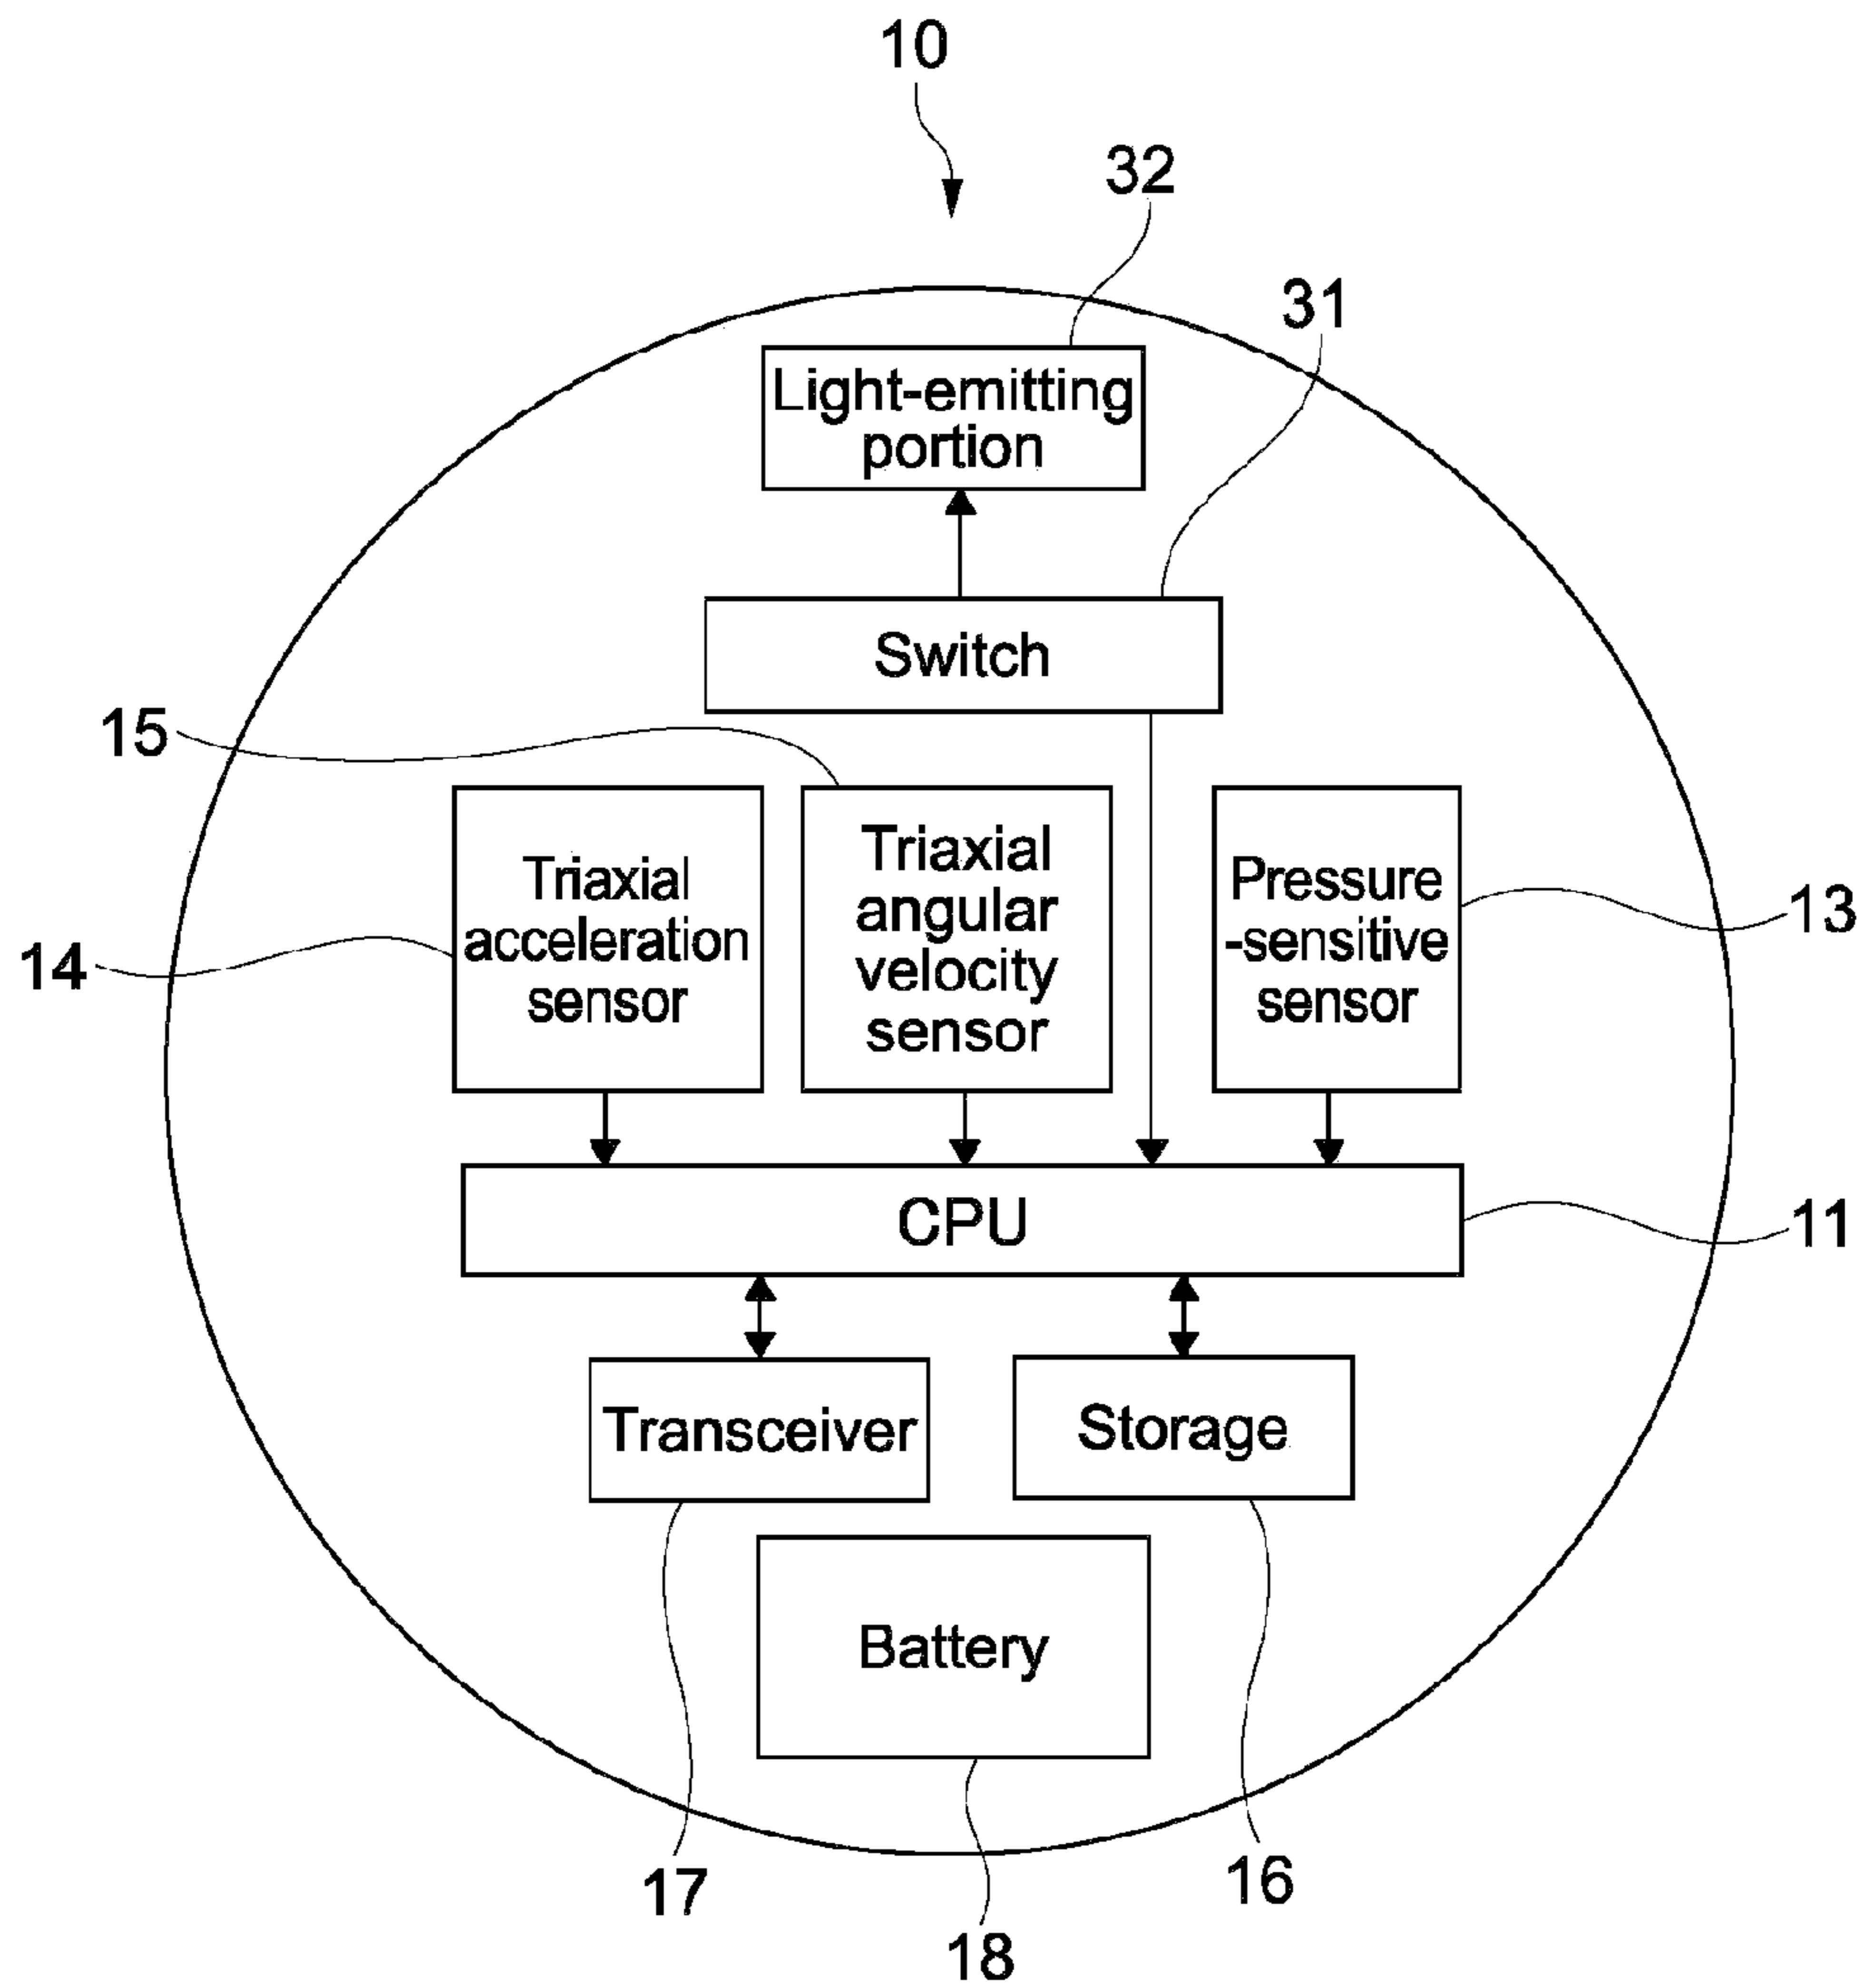 10
32
31
Light-emitting
portion
Switch
15
Triaxial
acceleration
sensor
Triaxial
angular
velocity
sensor
Pressure
-sensitive
sensor
13
14
CPU
11
Transceiver
Storage
Battery
17
16
18